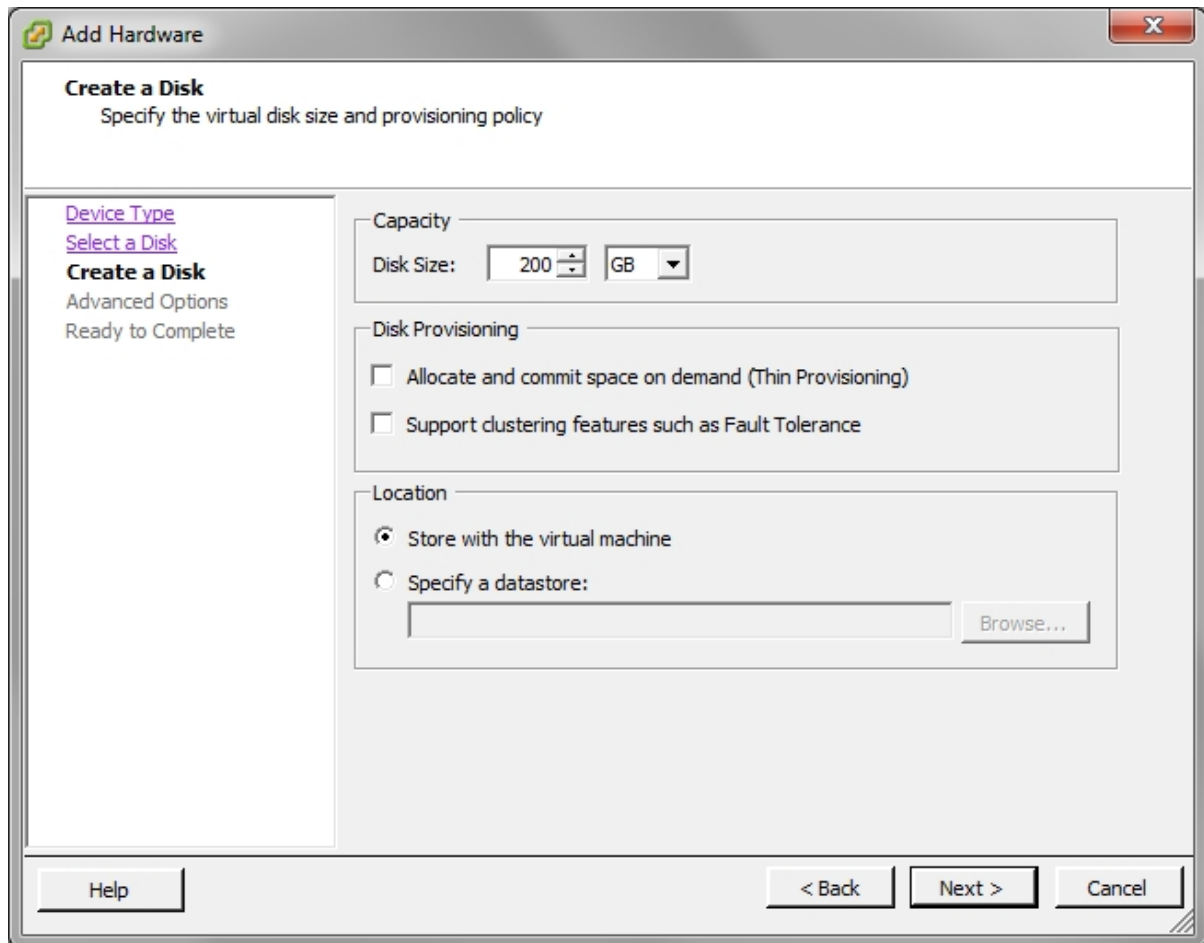 Add Hardware
X
Create a Disk
Specify the virtual disk size and provisioning policy
Device Type
Select a Disk
Create a Disk
Advanced Options
Ready to Complete
Capacity
Disk Size: 200 GB
Disk Provisioning
Allocate and commit space on demand (Thin Provisioning)
Support clustering features such as Fault Tolerance
Location
Store with the virtual machine
Specify a datastore:
Browse...
Help
< Back
Next >
Cancel